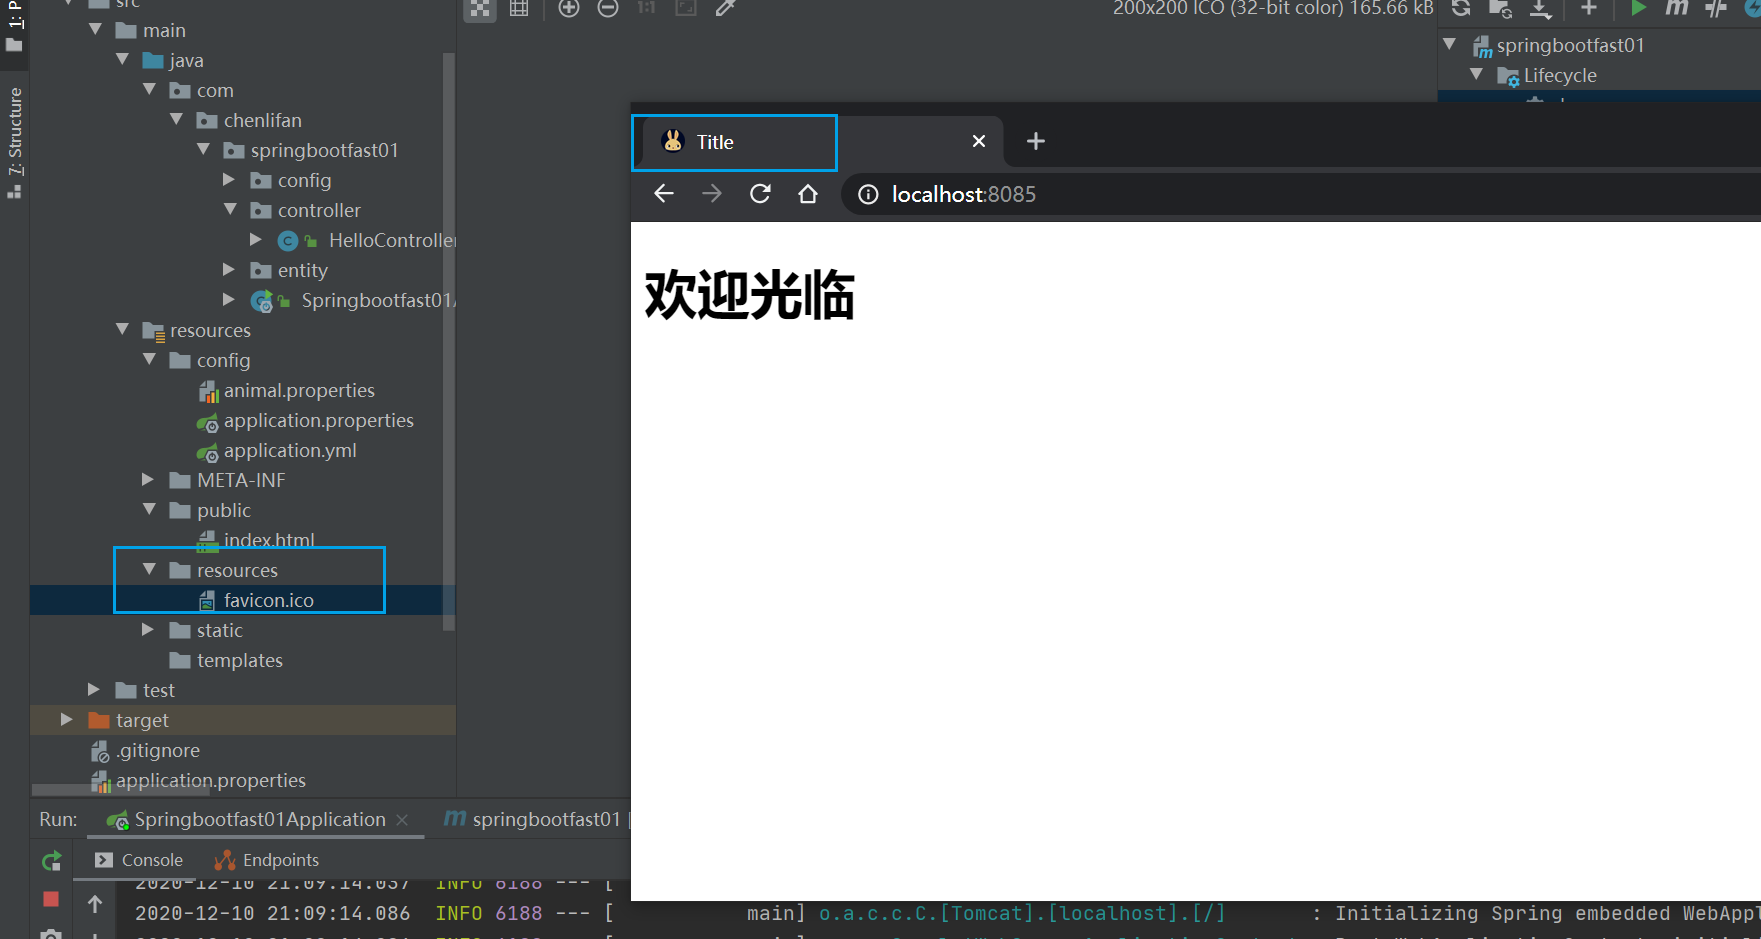 src
200x200 ICO (32-bit color) 165.66 kB
1: P
main
java
com
chenlifan
springbootfast01
config
controller
HelloController
entity
Springbootfast01A
resources
config
animal.properties
application.properties
application.yml
META-INF
public
index.html
resources
favicon.ico
static
templates
test
target
.gitignore
application.properties
7: Structure
springbootfast01
Lifecycle
Title
localhost:8085
欢迎光临
Run: Springbootfast01Application springbootfast01 [
Console Endpoints
2020-12-10 21:09:14.037 INFO 6188 --- [
2020-12-10 21:09:14.086 INFO 6188 --- [ main] o.a.c.c.C.[Tomcat].[localhost].[/] : Initializing Spring embedded WebAppl